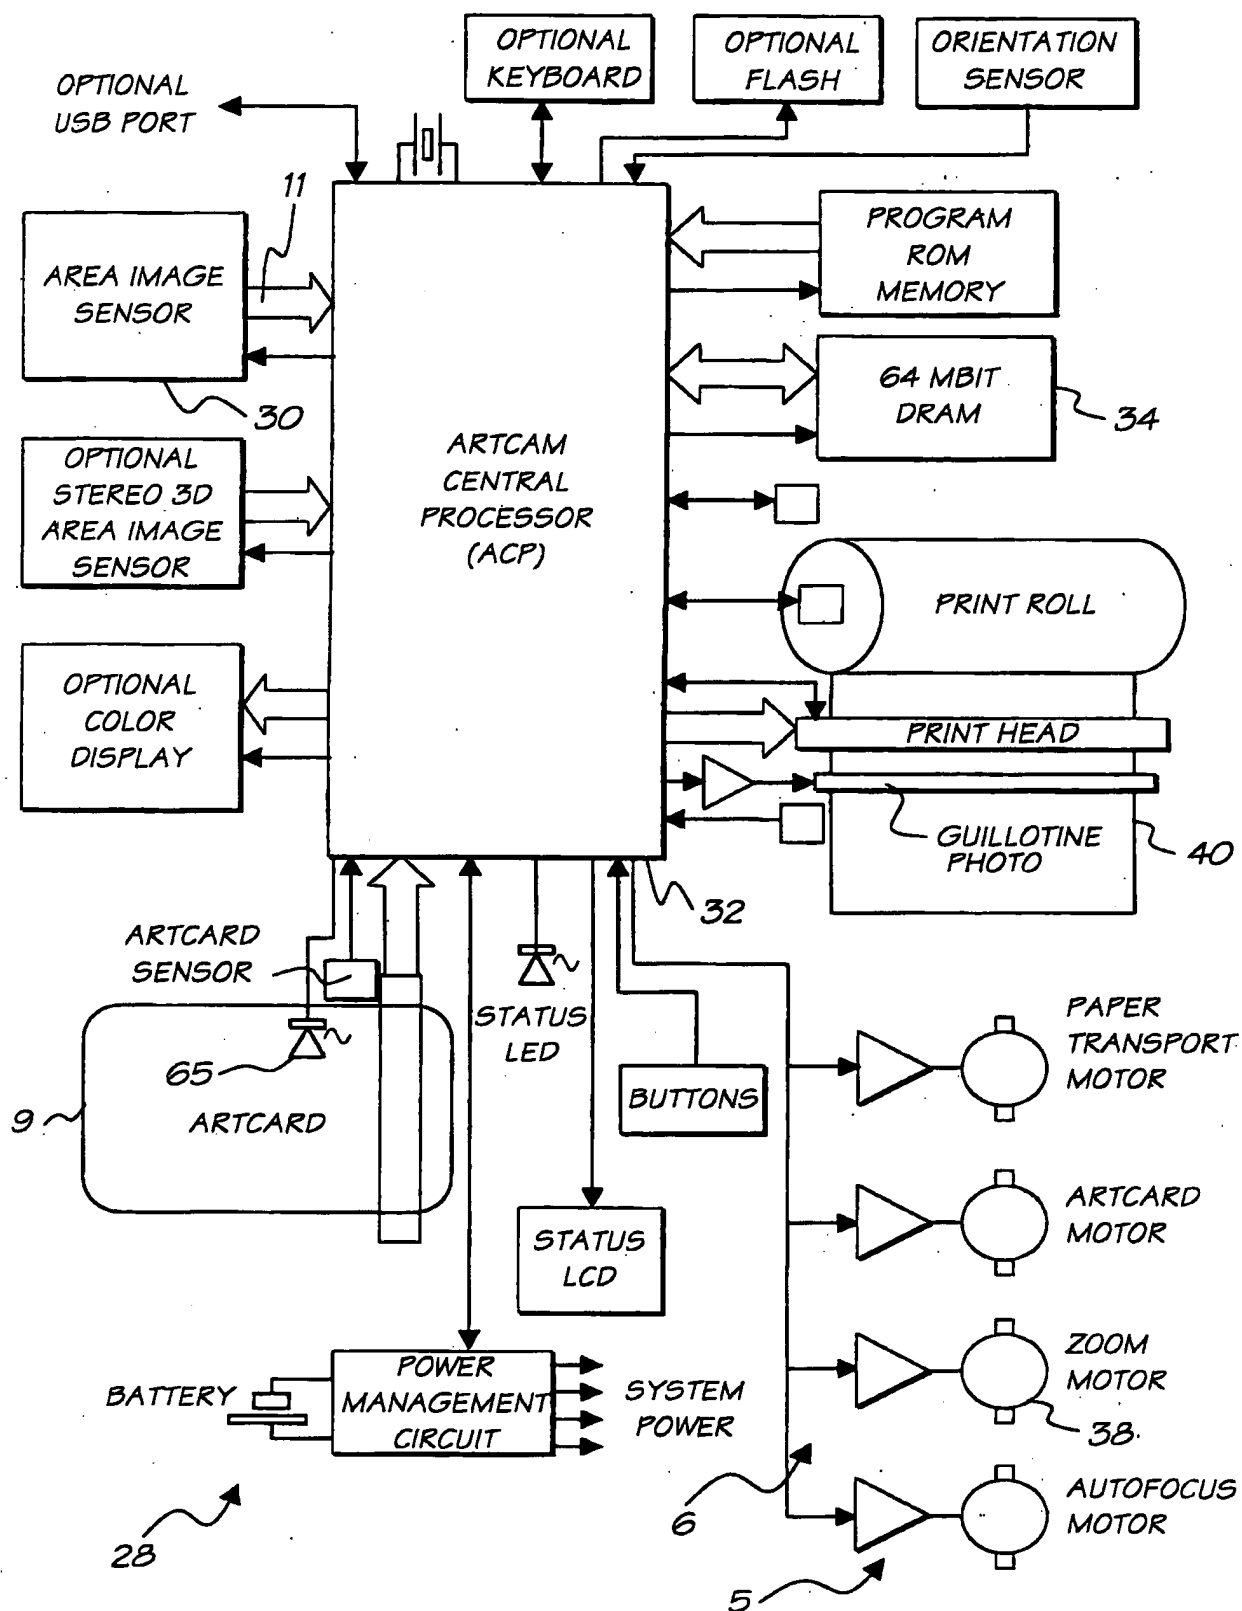 OPTIONAL
KEYBOARD
OPTIONAL
FLASH
ORIENTATION
SENSOR
OPTIONAL
USB PORT
11
AREA IMAGE
SENSOR
30
PROGRAM
ROM
MEMORY
64 MBIT
DRAM
34
OPTIONAL
STEREO 3D
AREA IMAGE
SENSOR
ARTCAM
CENTRAL
PROCESSOR
(ACP)
PRINT ROLL
OPTIONAL
COLOR
DISPLAY
PRINT HEAD
GUILLOTINE
PHOTO
40
32
ARTCARD
SENSOR
STATUS
LED
65
9
ARTCARD
BUTTONS
STATUS
LCD
PAPER
TRANSPORT
MOTOR
ARTCARD
MOTOR
ZOOM
MOTOR
38
BATTERY
POWER
MANAGEMENT
CIRCUIT
SYSTEM
POWER
AUTOFOCUS
MOTOR
6
28
5